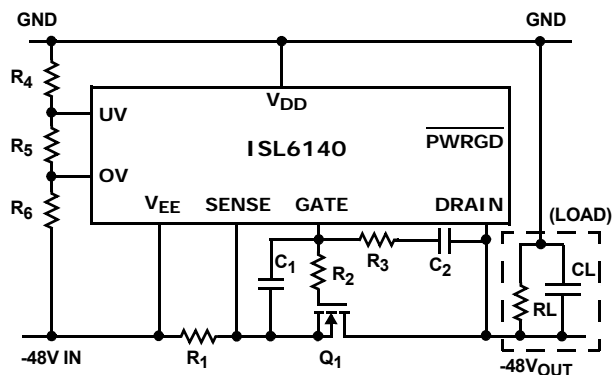 GND
GND
R4
UV
VDD
ISL6140
PWRGD
R5
OV
R6
VEE
SENSE
GATE
DRAIN
(LOAD)
C1
R2
R3
C2
RL
CL
-48V IN
R1
Q1
-48VOUT